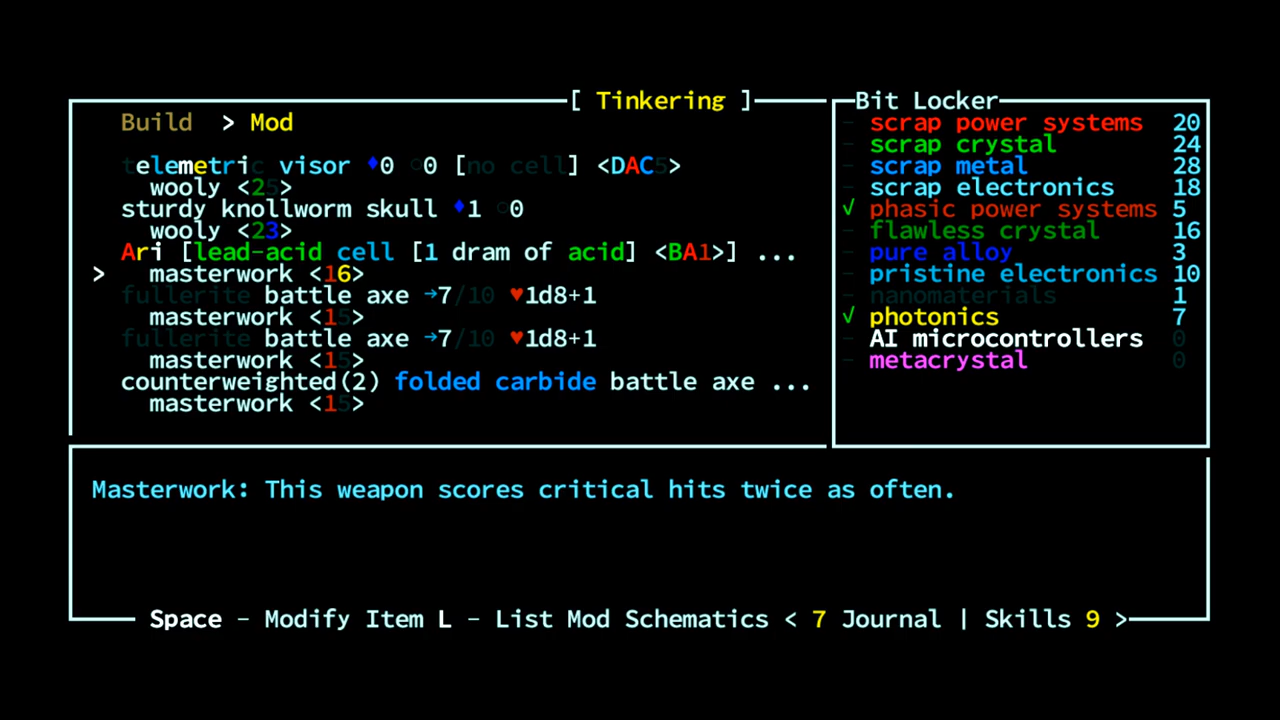 [ Tinkering ]
Build > Mod
telemetric visor ♦0 ○0 [no cell] <DAC5>
wooly <25>
sturdy knollworm skull ♦1 ○0
wooly <23>
Ari [lead-acid cell [1 dram of acid] <BA1>] ...
> masterwork <16>
fullerite battle axe →7/10 ♥1d8+1
masterwork <15>
fullerite battle axe →7/10 ♥1d8+1
masterwork <15>
counterweighted(2) folded carbide battle axe ...
masterwork <15>
Bit Locker
- scrap power systems 20
- scrap crystal 24
- scrap metal 28
- scrap electronics 18
√ phasic power systems 5
- flawless crystal 16
- pure alloy 3
- pristine electronics 10
- nanomaterials 1
√ photonics 7
- AI microcontrollers 0
- metacrystal 0
Masterwork: This weapon scores critical hits twice as often.
Space - Modify Item L - List Mod Schematics < 7 Journal | Skills 9 >